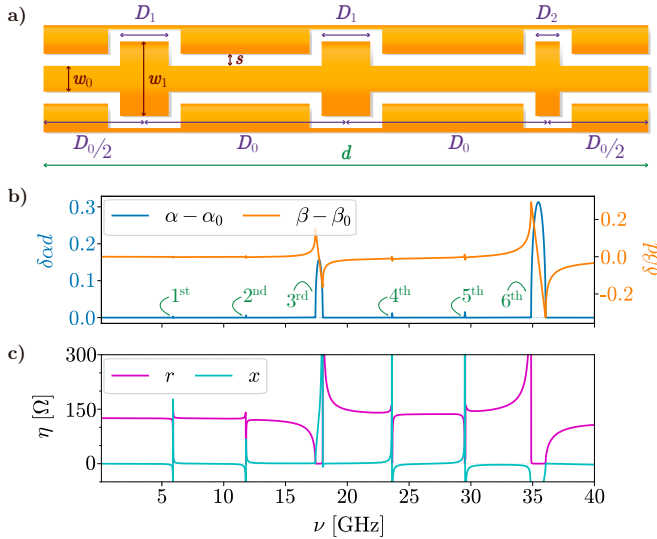 a)
D₁ D₁ D₂
s
w₀ w₁
D₀/2 D₀ D₀ D₀/2
d
b)
0.3
0.2
0.1
0.0
δαd
α − α₀ β − β₀
1st 2nd 3rd 4th 5th 6th
0.2
0.0
−0.2
δβd
c)
r x
300
150
0
η [Ω]
5 10 15 20 25 30 35 40
ν [GHz]